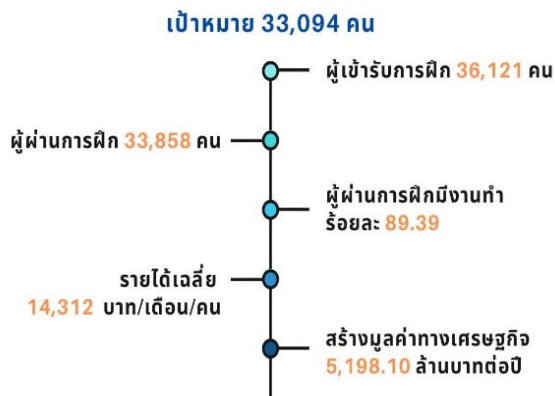 เป้าหมาย 33,094 คน
ผู้เข้ารับการฝึก 36,121 คน
ผู้ผ่านการฝึก 33,858 คน
ผู้ผ่านการฝึกมีงานทำ
ร้อยละ 89.39
รายได้เฉลี่ย
14,312 บาท/เดือน/คน
สร้างมูลค่าทางเศรษฐกิจ
5,198.10 ล้านบาทต่อปี